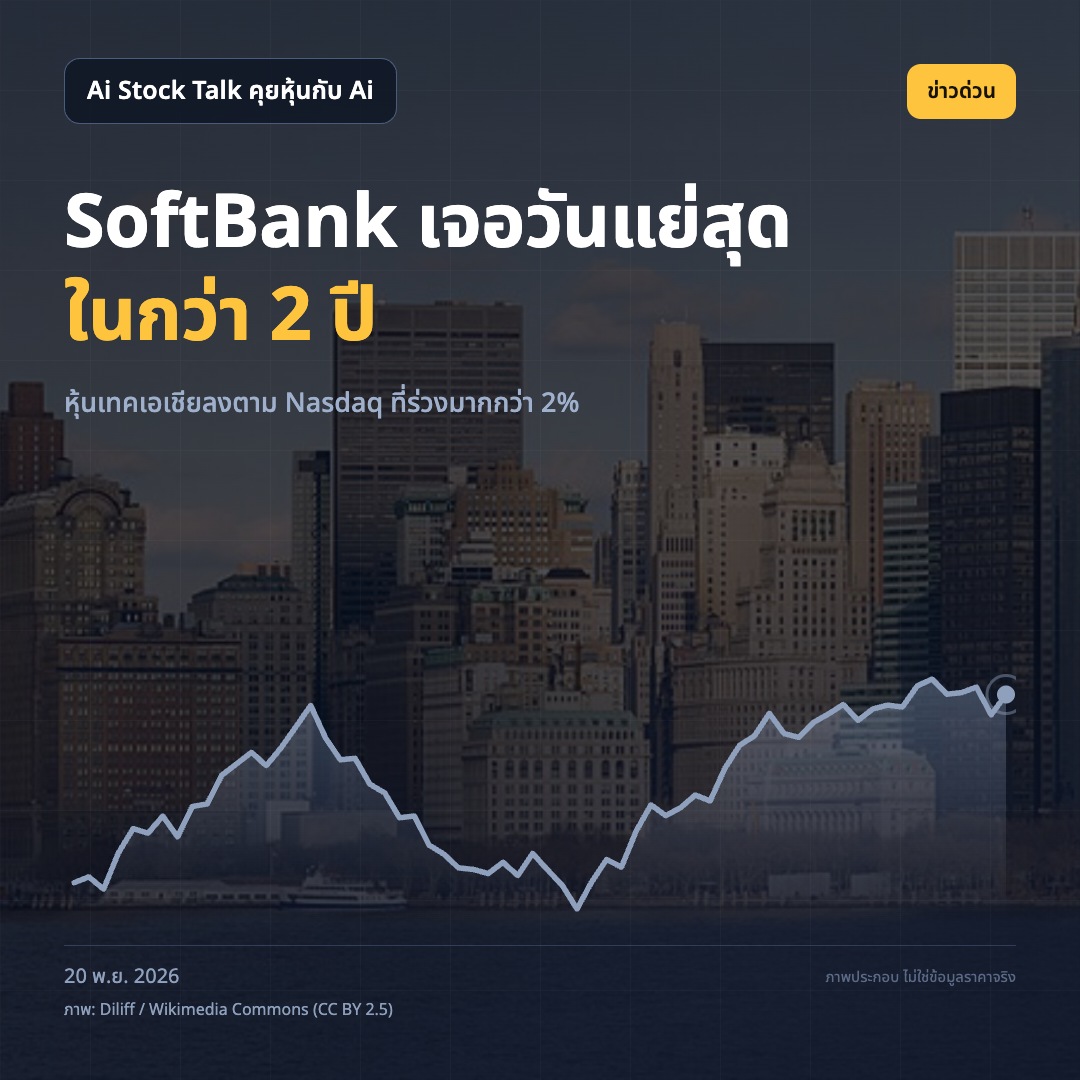 Ai Stock Talk คุยหุ้นกับ Ai
ข่าวด่วน
SoftBank เจอวันแย่สุด
ในกว่า 2 ปี
หุ้นเทคเอเชียลงตาม Nasdaq ที่ร่วงมากกว่า 2%
20 พ.ย. 2026
ภาพประกอบ ไม่ใช่ข้อมูลราคาจริง
ภาพ: Diliff / Wikimedia Commons (CC BY 2.5)